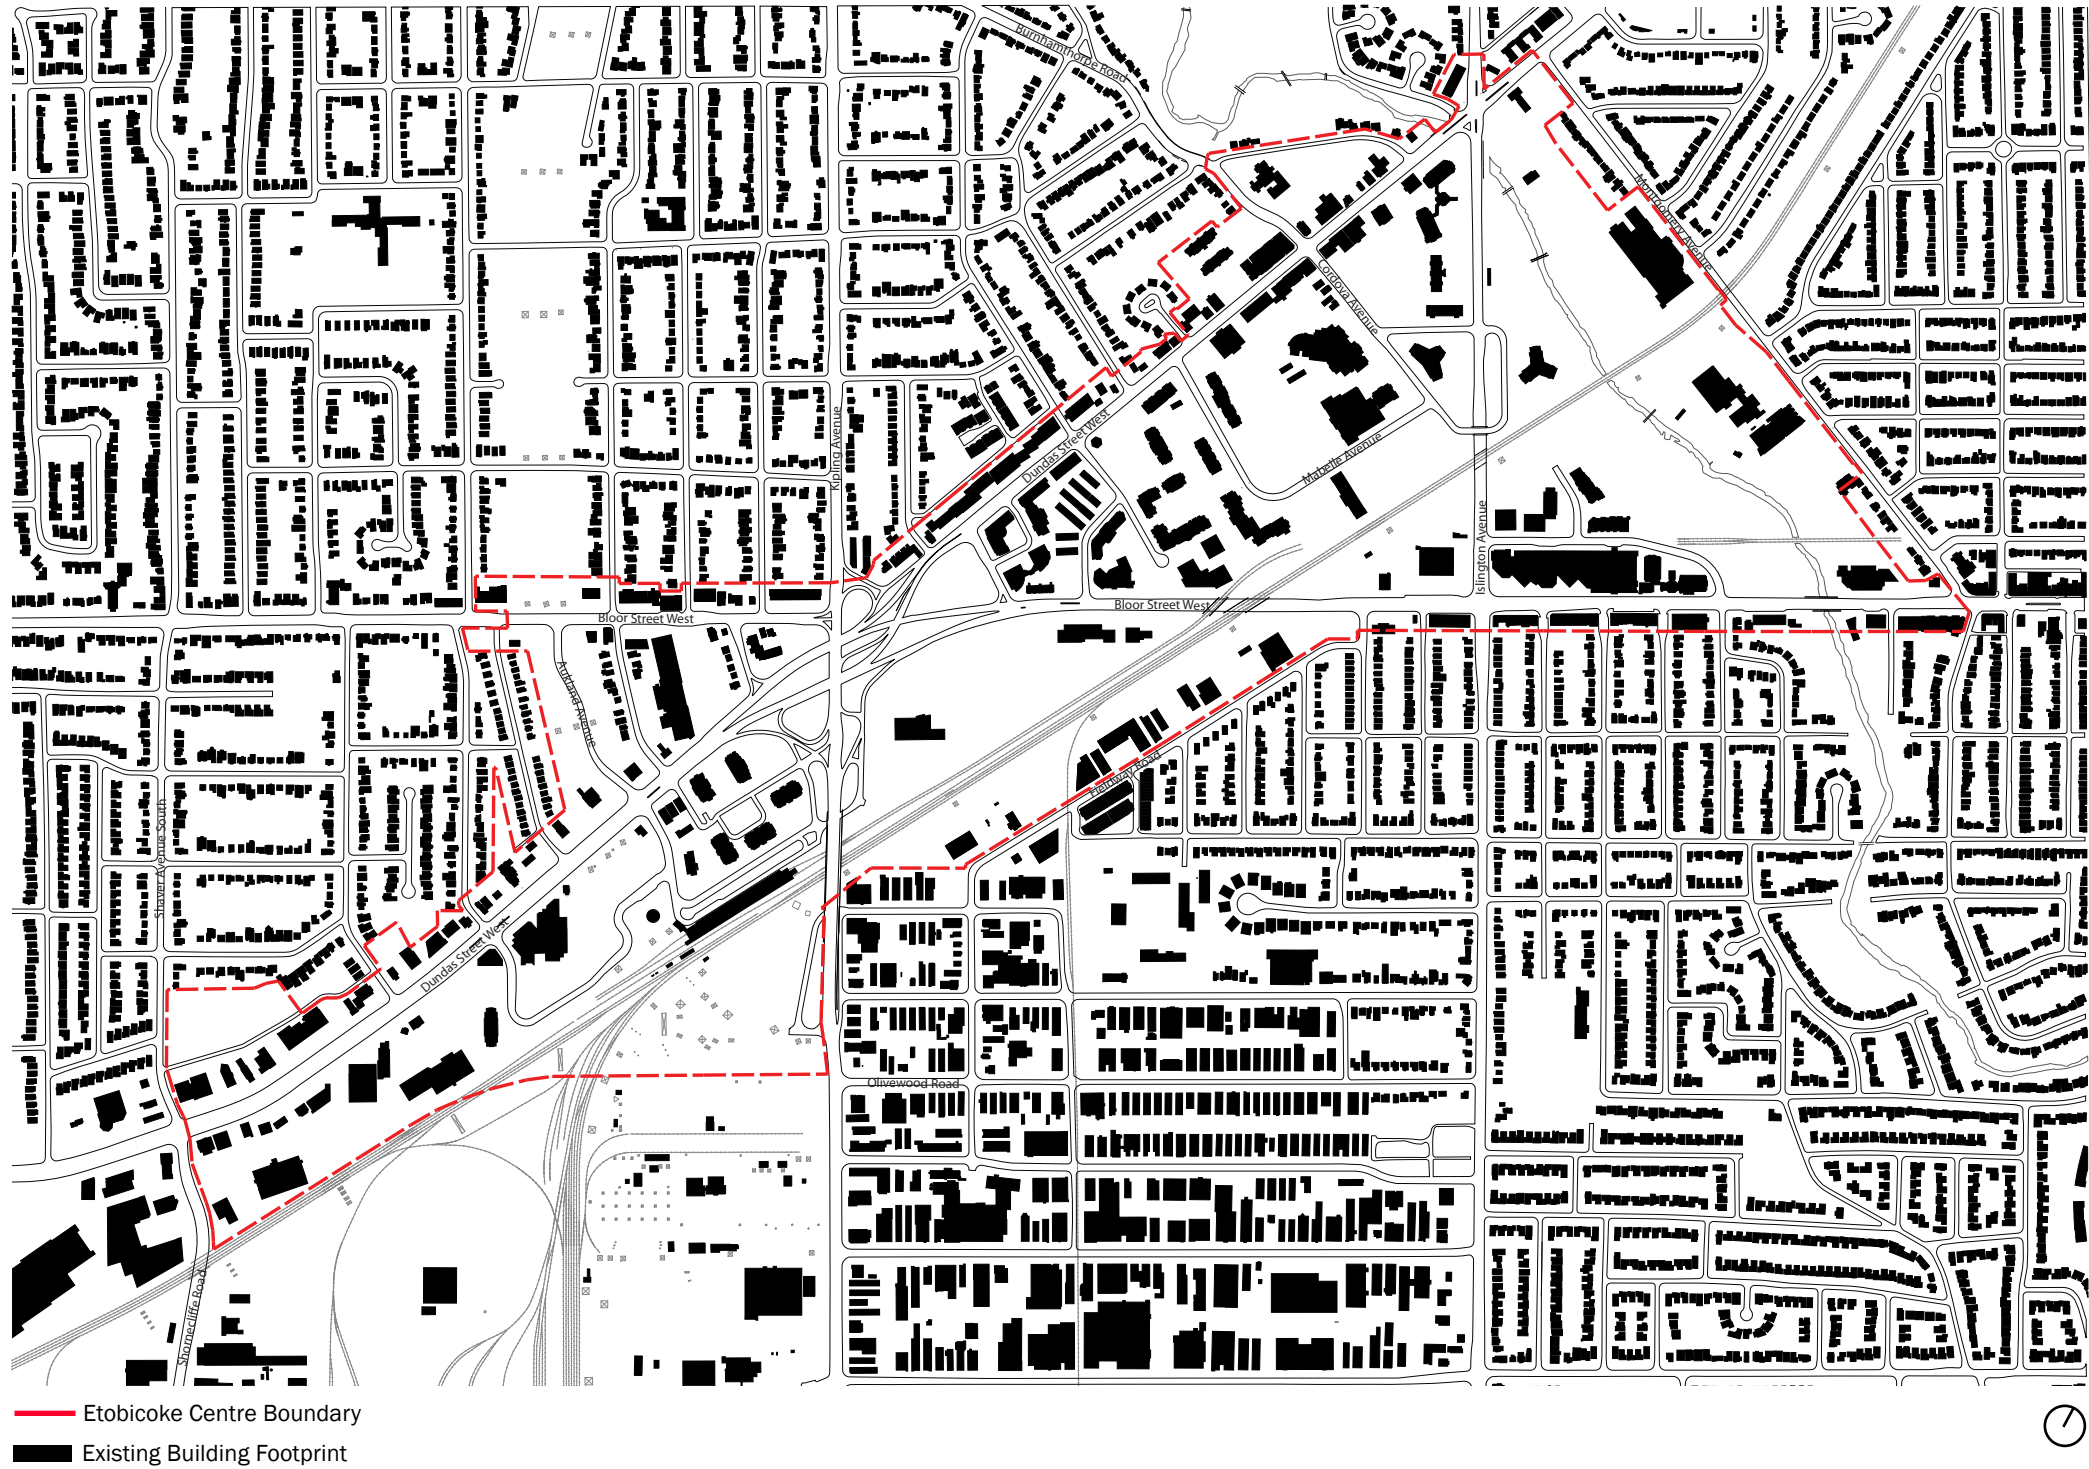 Burnhamthorpe Road
Montgomery Avenue
Cordova Avenue
Kipling Avenue
Dundas Street West
Mabelle Avenue
Islington Avenue
Bloor Street West
Bloor Street West
Aukland Avenue
Fieldway Road
Shaver Avenue South
Dundas Street West
Olivewood Road
Shorncliffe Road
Etobicoke Centre Boundary
Existing Building Footprint